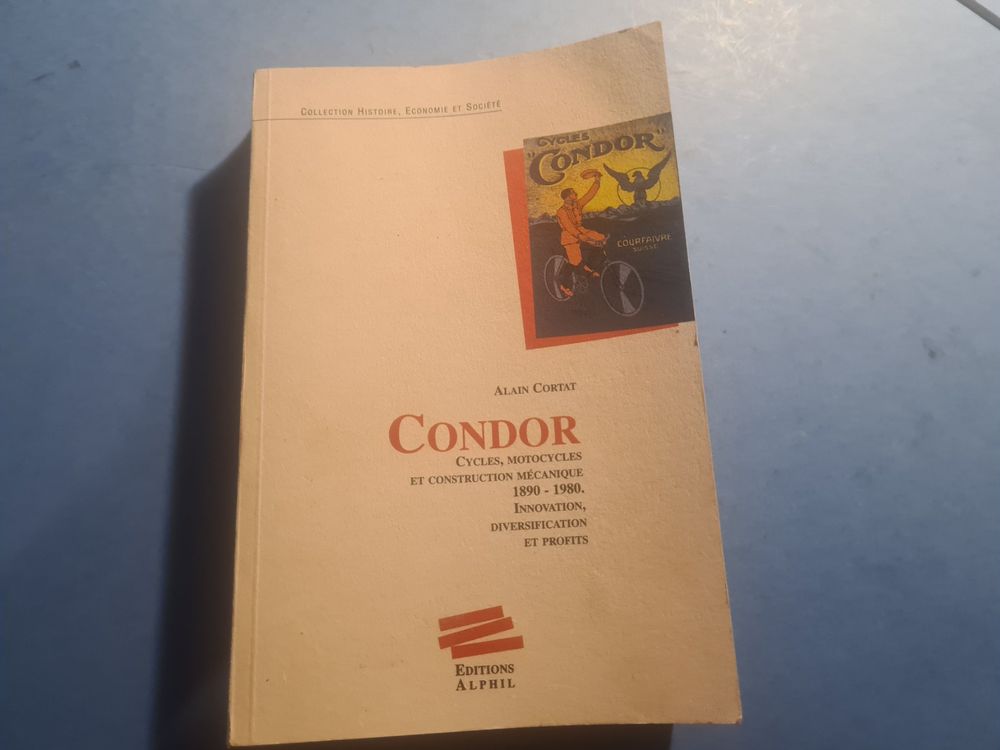 COLLECTION HISTOIRE, ECONOMIE ET SOCIÉTÉ
CYCLES
"CONDOR"
COURFAIVRE
SUISSE
ALAIN CORTAT
CONDOR
CYCLES, MOTOCYCLES
ET CONSTRUCTION MÉCANIQUE
1890 - 1980.
INNOVATION,
DIVERSIFICATION
ET PROFITS
EDITIONS
ALPHIL